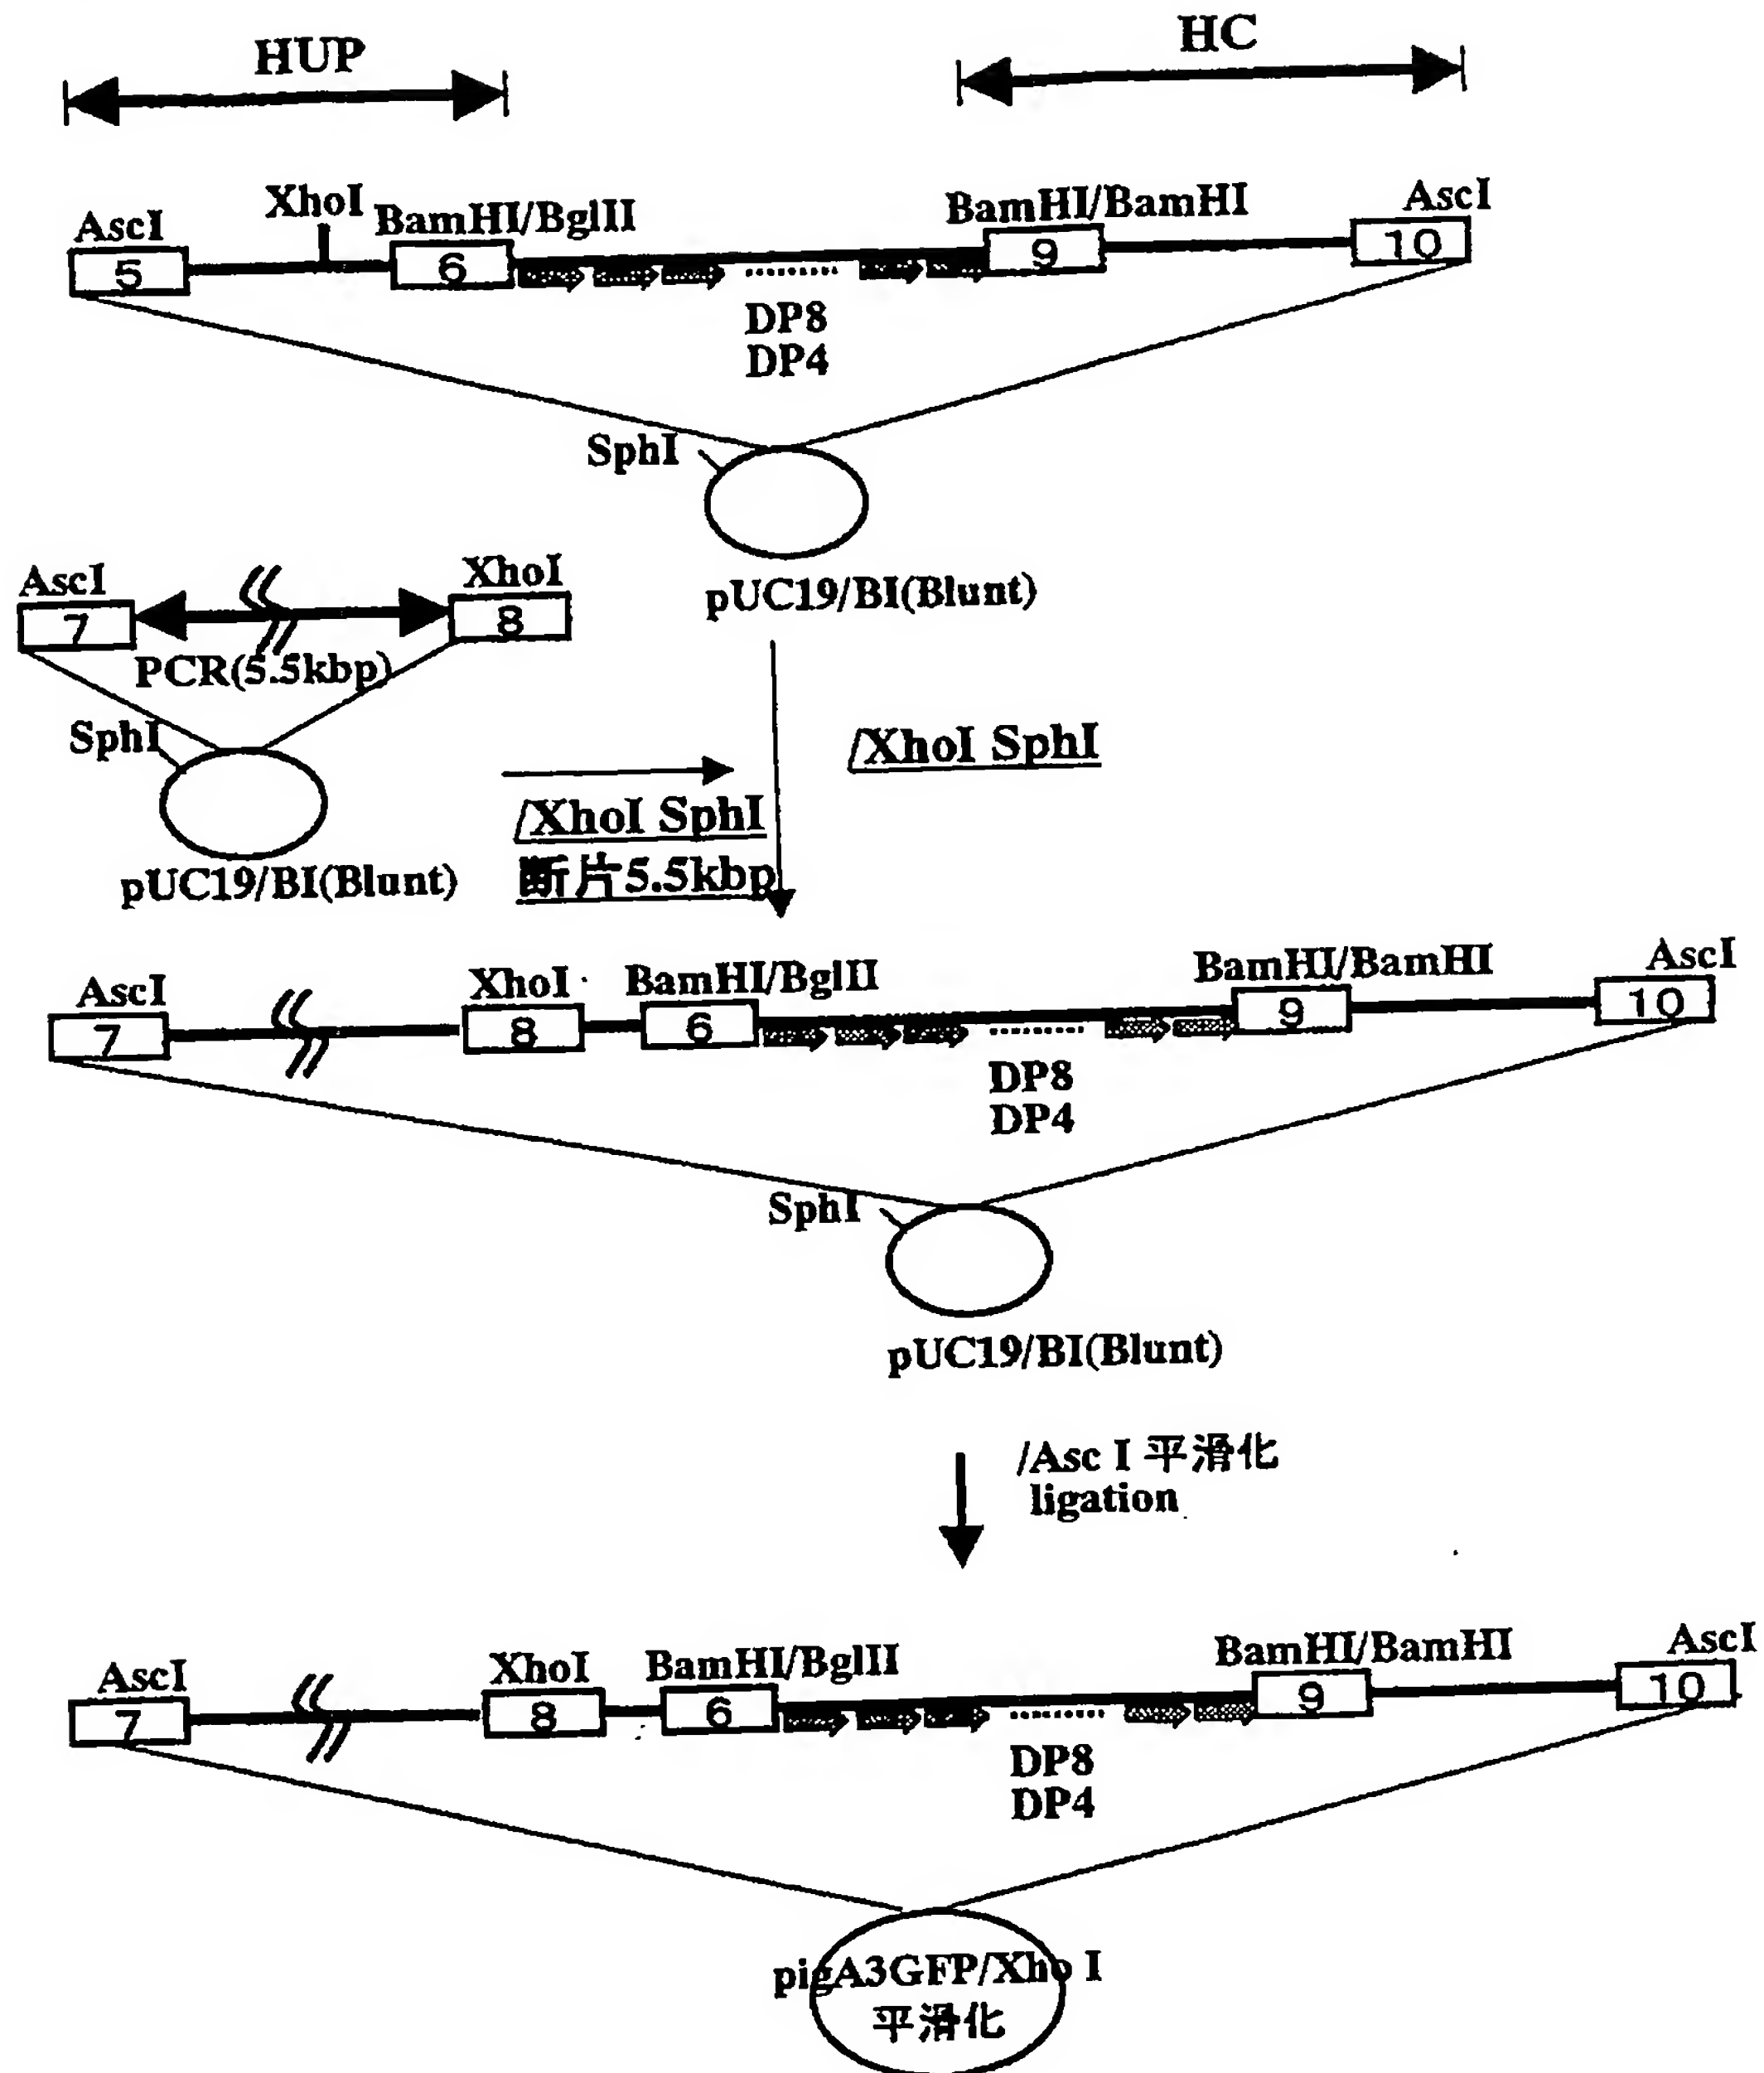 HUP
HC
AscI
XhoI
BamHI/BglII
BamHI/BamHI
AscI
5
6
9
10
DP8
DP4
SphI
pUC19/BI(Blunt)
AscI
XhoI
7
8
PCR(5.5kbp)
SphI
pUC19/BI(Blunt)
/XhoI SphI
断片5.5kbp
/XhoI SphI
AscI
XhoI
BamHI/BglII
BamHI/BamHI
AscI
7
8
6
9
10
DP8
DP4
SphI
pUC19/BI(Blunt)
/Asc I 平滑化
ligation
AscI
XhoI
BamHI/BglII
BamHI/BamHI
AscI
7
8
6
9
10
DP8
DP4
pigA3GFP/Xho I
平滑化